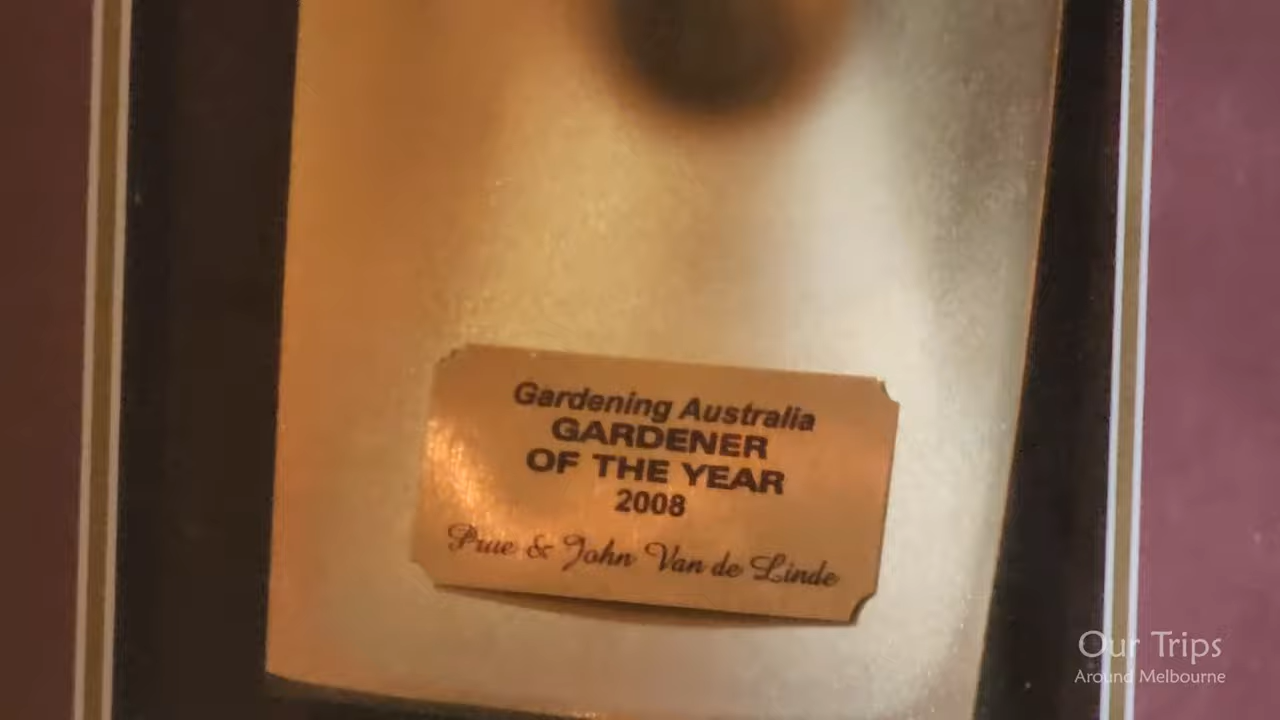 Gardening Australia
GARDENER
OF THE YEAR
2008
Prue & John Van de Linde
Our Trips
Around Melbourne